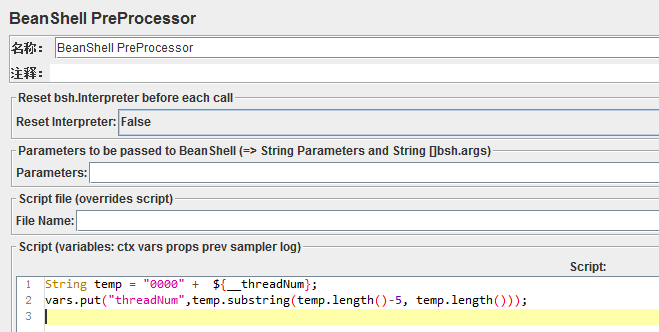 BeanShell PreProcessor
名称： BeanShell PreProcessor
注释：
Reset bsh.Interpreter before each call
Reset Interpreter: False
Parameters to be passed to BeanShell (=> String Parameters and String []bsh.args)
Parameters:
Script file (overrides script)
File Name:
Script (variables: ctx vars props prev sampler log)
Script:
1 String temp = "0000" +  ${__threadNum};
2 vars.put("threadNum",temp.substring(temp.length()-5, temp.length()));
3